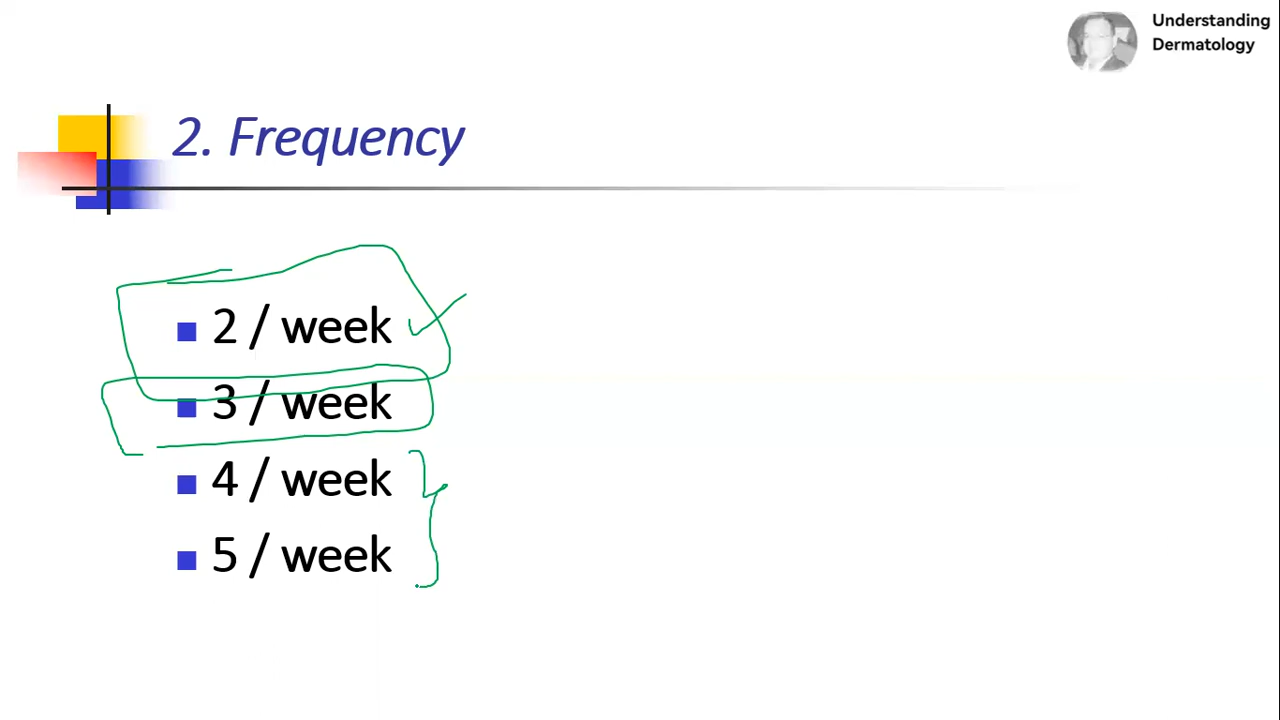 Understanding
Dermatology
2. Frequency
2 / week
3 / week
4 / week
5 / week